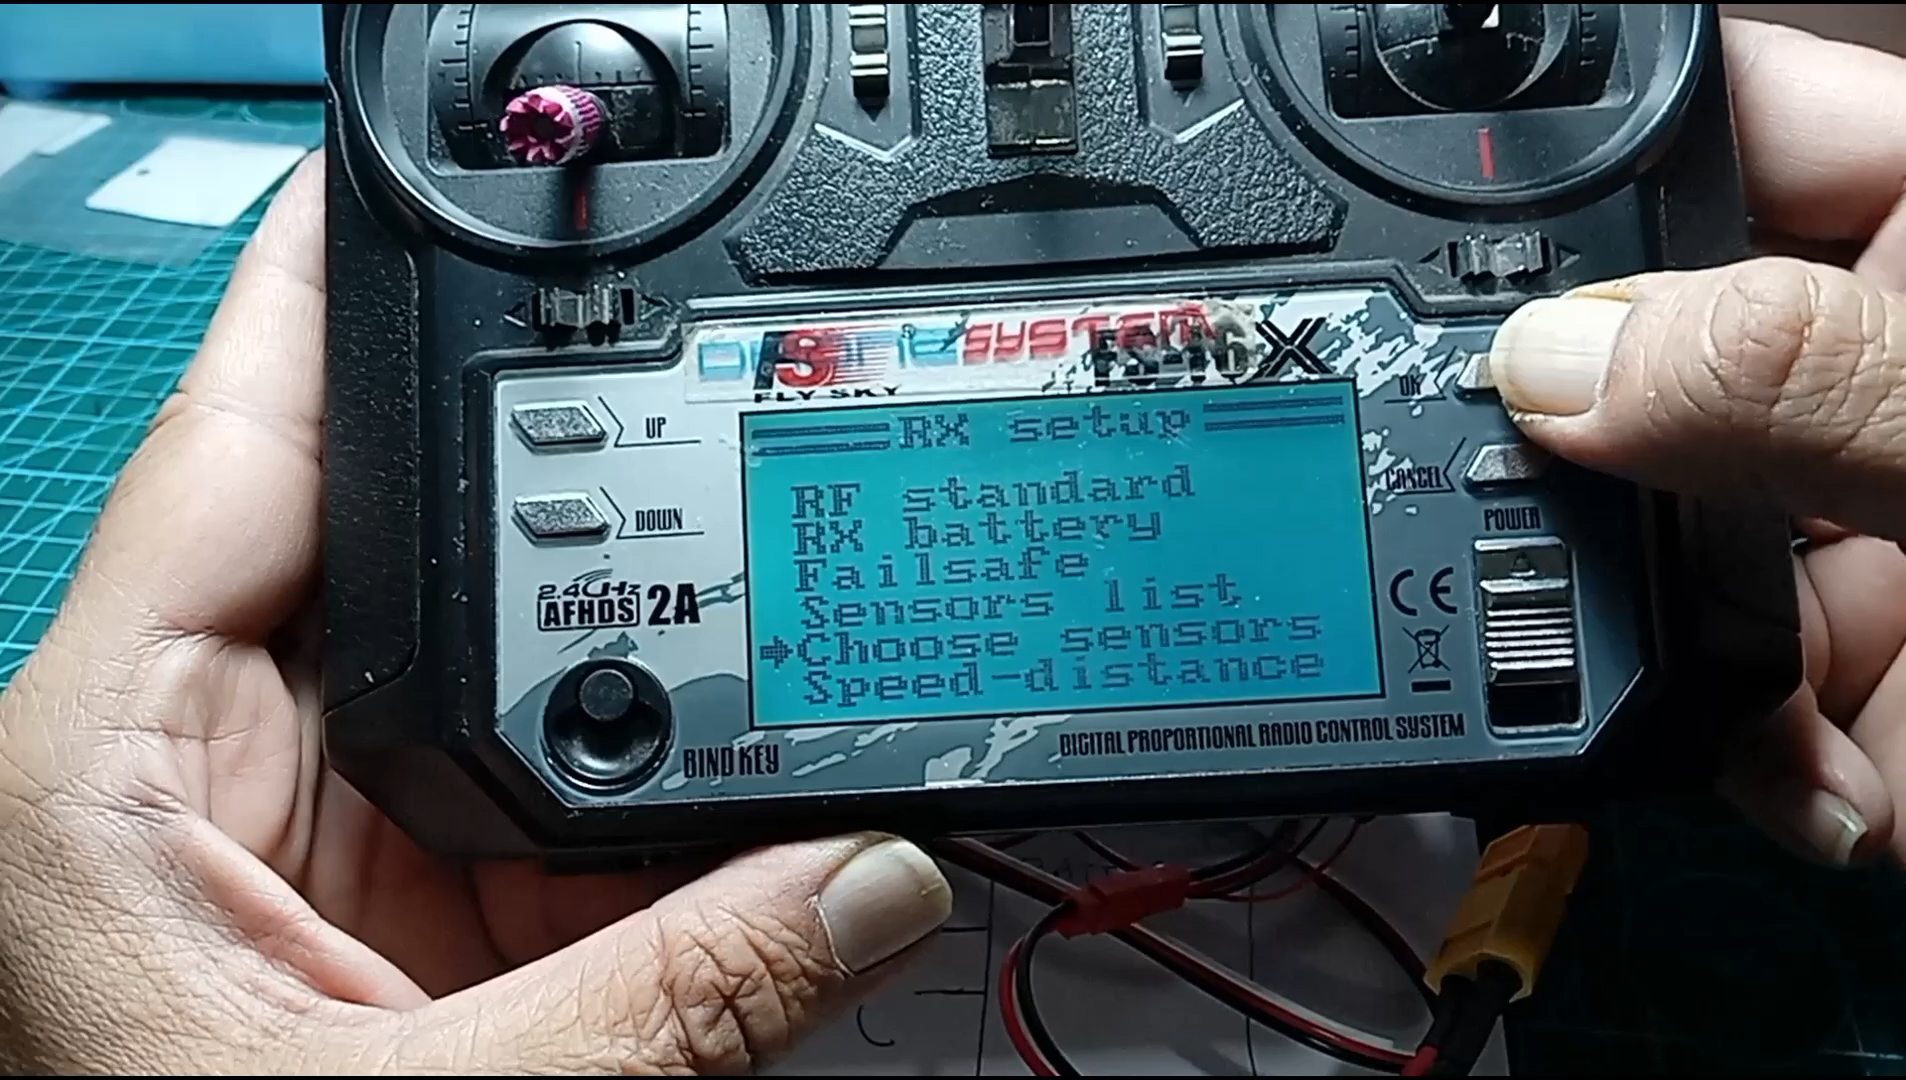 system
FLY SKY
UP
OK
DOWN
CANCEL
POWER
RX setup
RF standard
RX battery
Failsafe
Sensors list
Choose sensors
Speed-distance
2.4GHz
AFHDS 2A
CE
BIND KEY
DIGITAL PROPORTIONAL RADIO CONTROL SYSTEM